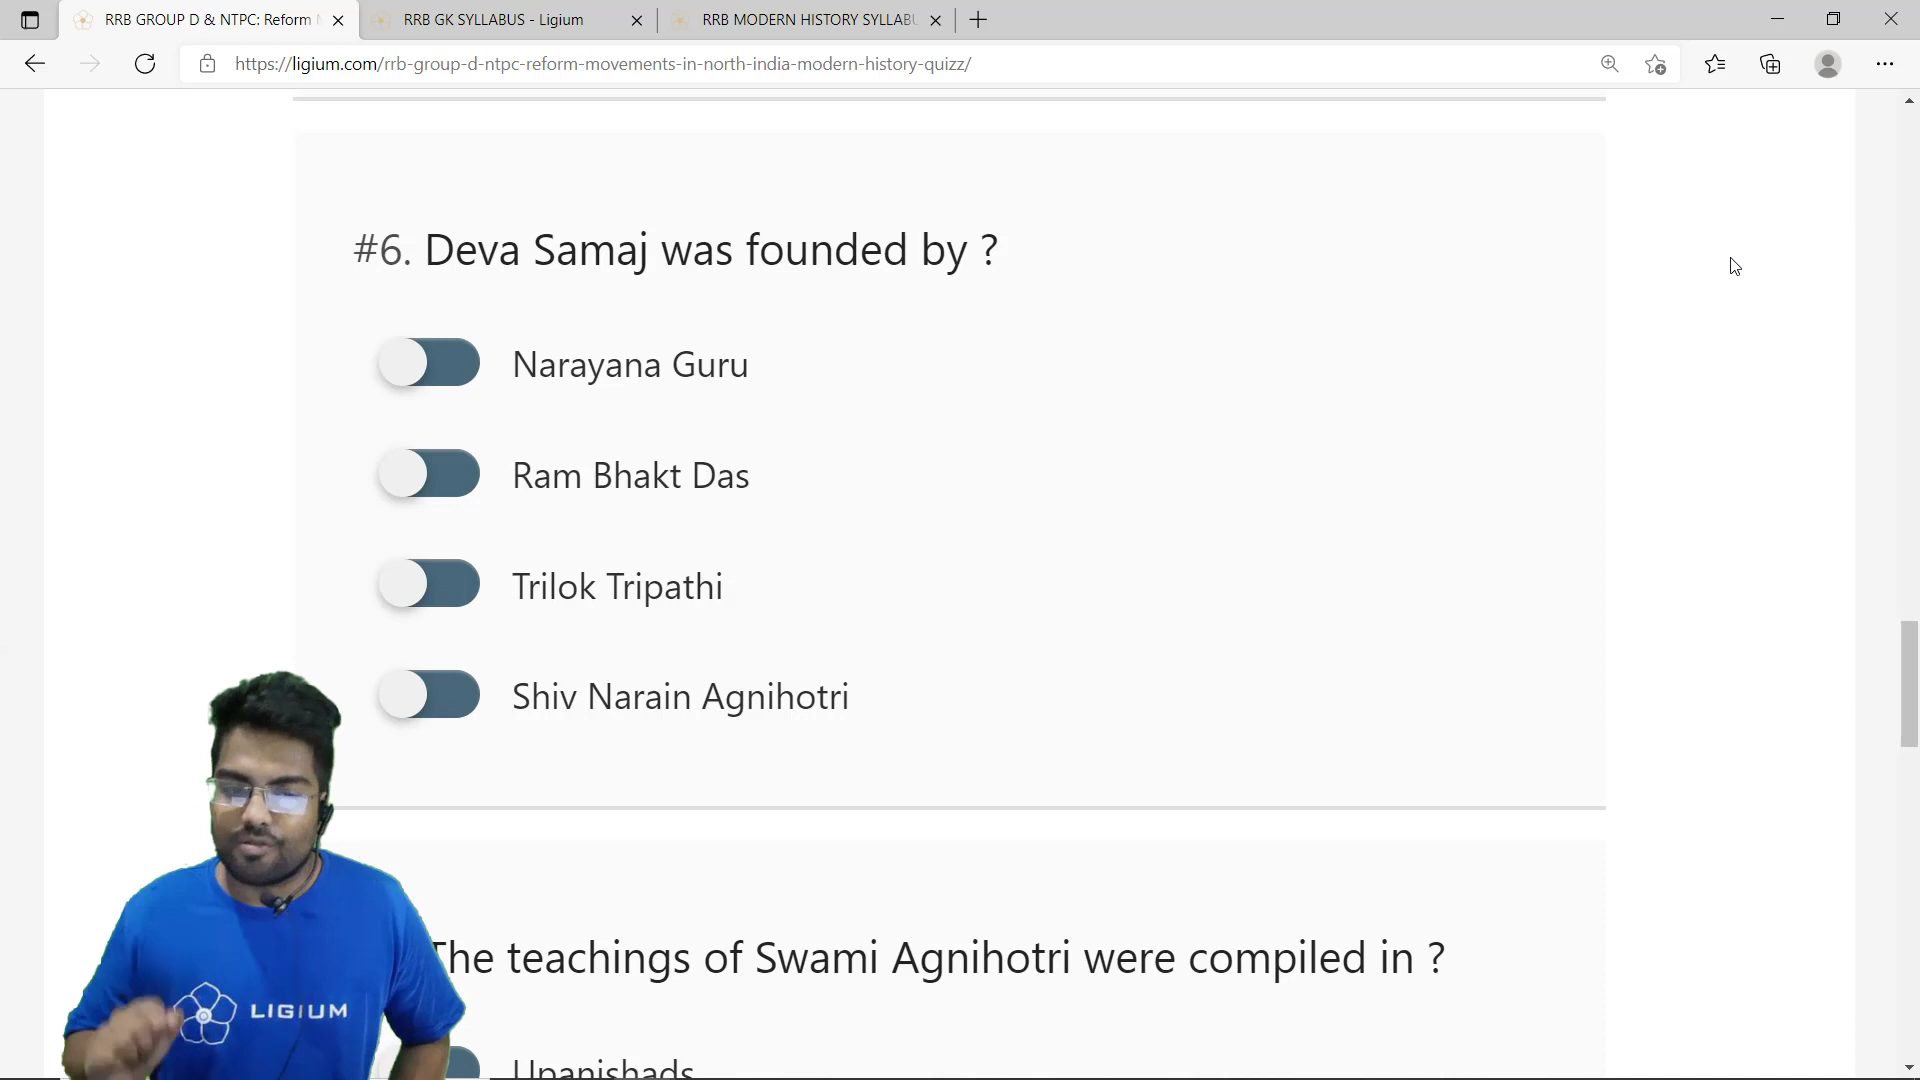 RRB GROUP D & NTPC: Reform
RRB GK SYLLABUS - Ligium
RRB MODERN HISTORY SYLLAB
https://ligium.com/rrb-group-d-ntpc-reform-movements-in-north-india-modern-history-quizz/
#6. Deva Samaj was founded by ?
Narayana Guru
Ram Bhakt Das
Trilok Tripathi
Shiv Narain Agnihotri
The teachings of Swami Agnihotri were compiled in ?
Upanishads
LIGIUM